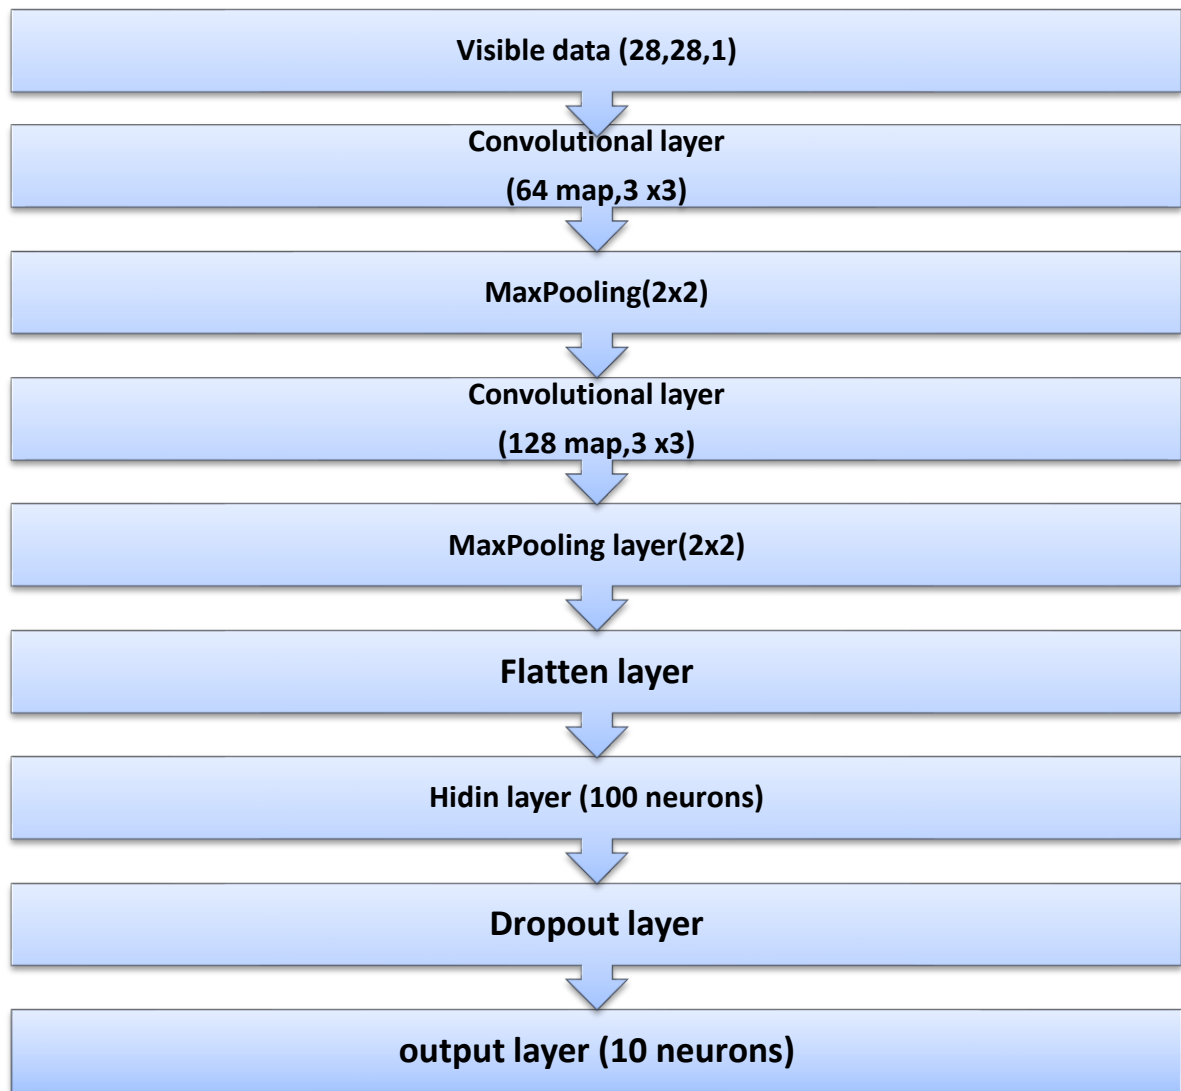 Visible data (28,28,1)
Convolutional layer
(64 map,3 x3)
MaxPooling(2x2)
Convolutional layer
(128 map,3 x3)
MaxPooling layer(2x2)
Flatten layer
Hidin layer (100 neurons)
Dropout layer
output layer (10 neurons)